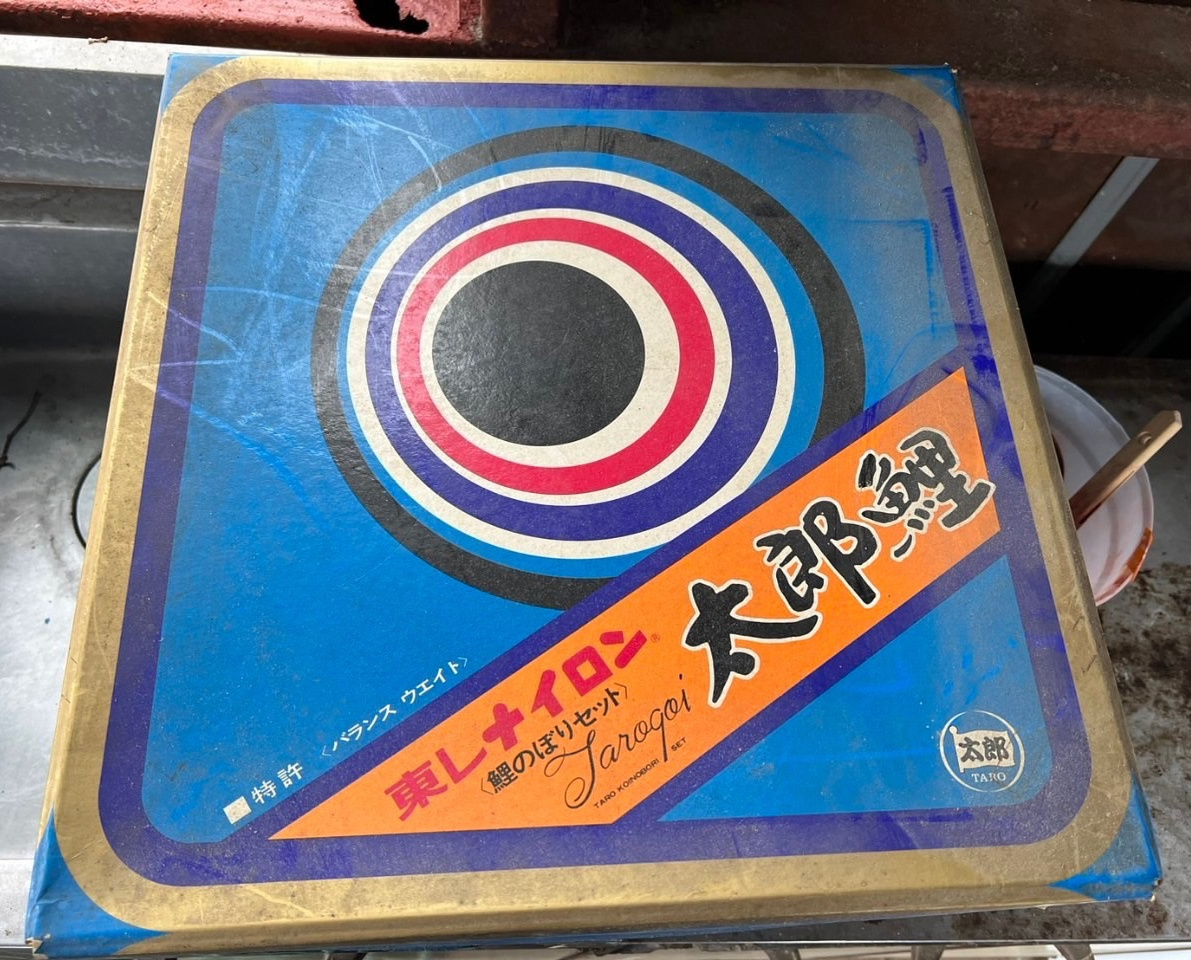 ■特許〈バランス ウエイト〉
東レナイロン®
〈鯉のぼりセット〉
Tarogoi
TARO KOINOBORI SET
太郎鯉
太郎
TARO